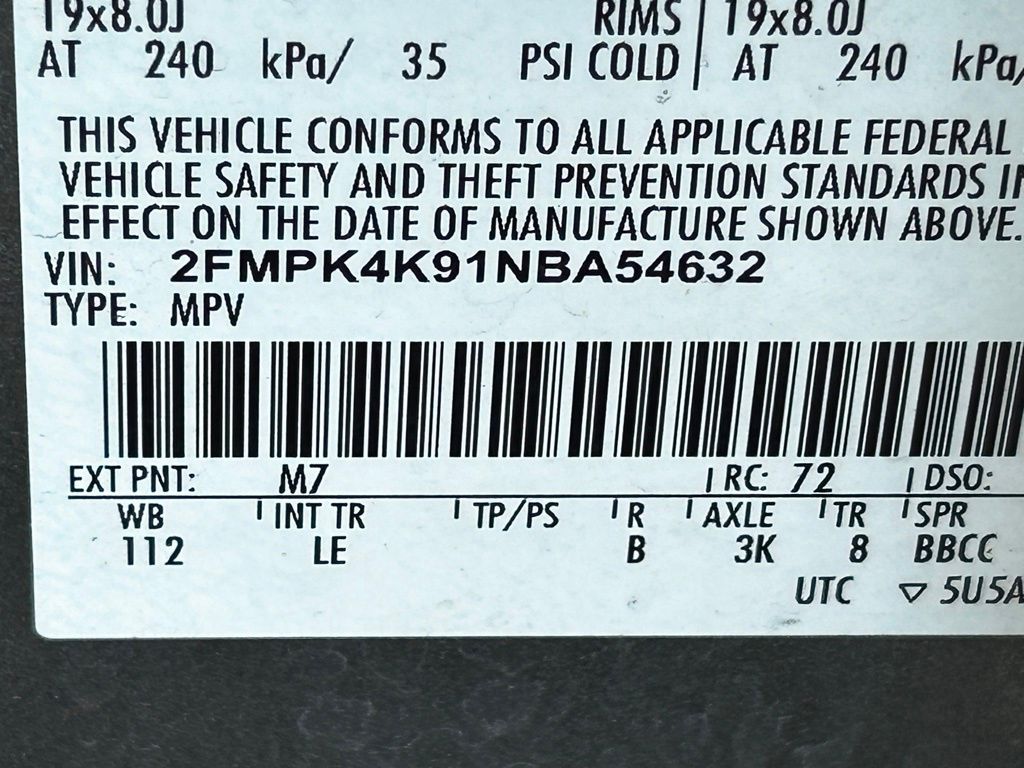 19x8.0J RIMS | 19x8.0J
AT 240 kPa/ 35 PSI COLD | AT 240 kPa/
THIS VEHICLE CONFORMS TO ALL APPLICABLE FEDERAL
VEHICLE SAFETY AND THEFT PREVENTION STANDARDS IN
EFFECT ON THE DATE OF MANUFACTURE SHOWN ABOVE.
VIN: 2FMPK4K91NBA54632
TYPE: MPV
EXT PNT: M7 | RC: 72 | DSO:
WB | INT TR | TP/PS | R | AXLE | TR | SPR
112 LE B 3K 8 BBCC
UTC ▽ 5U5A